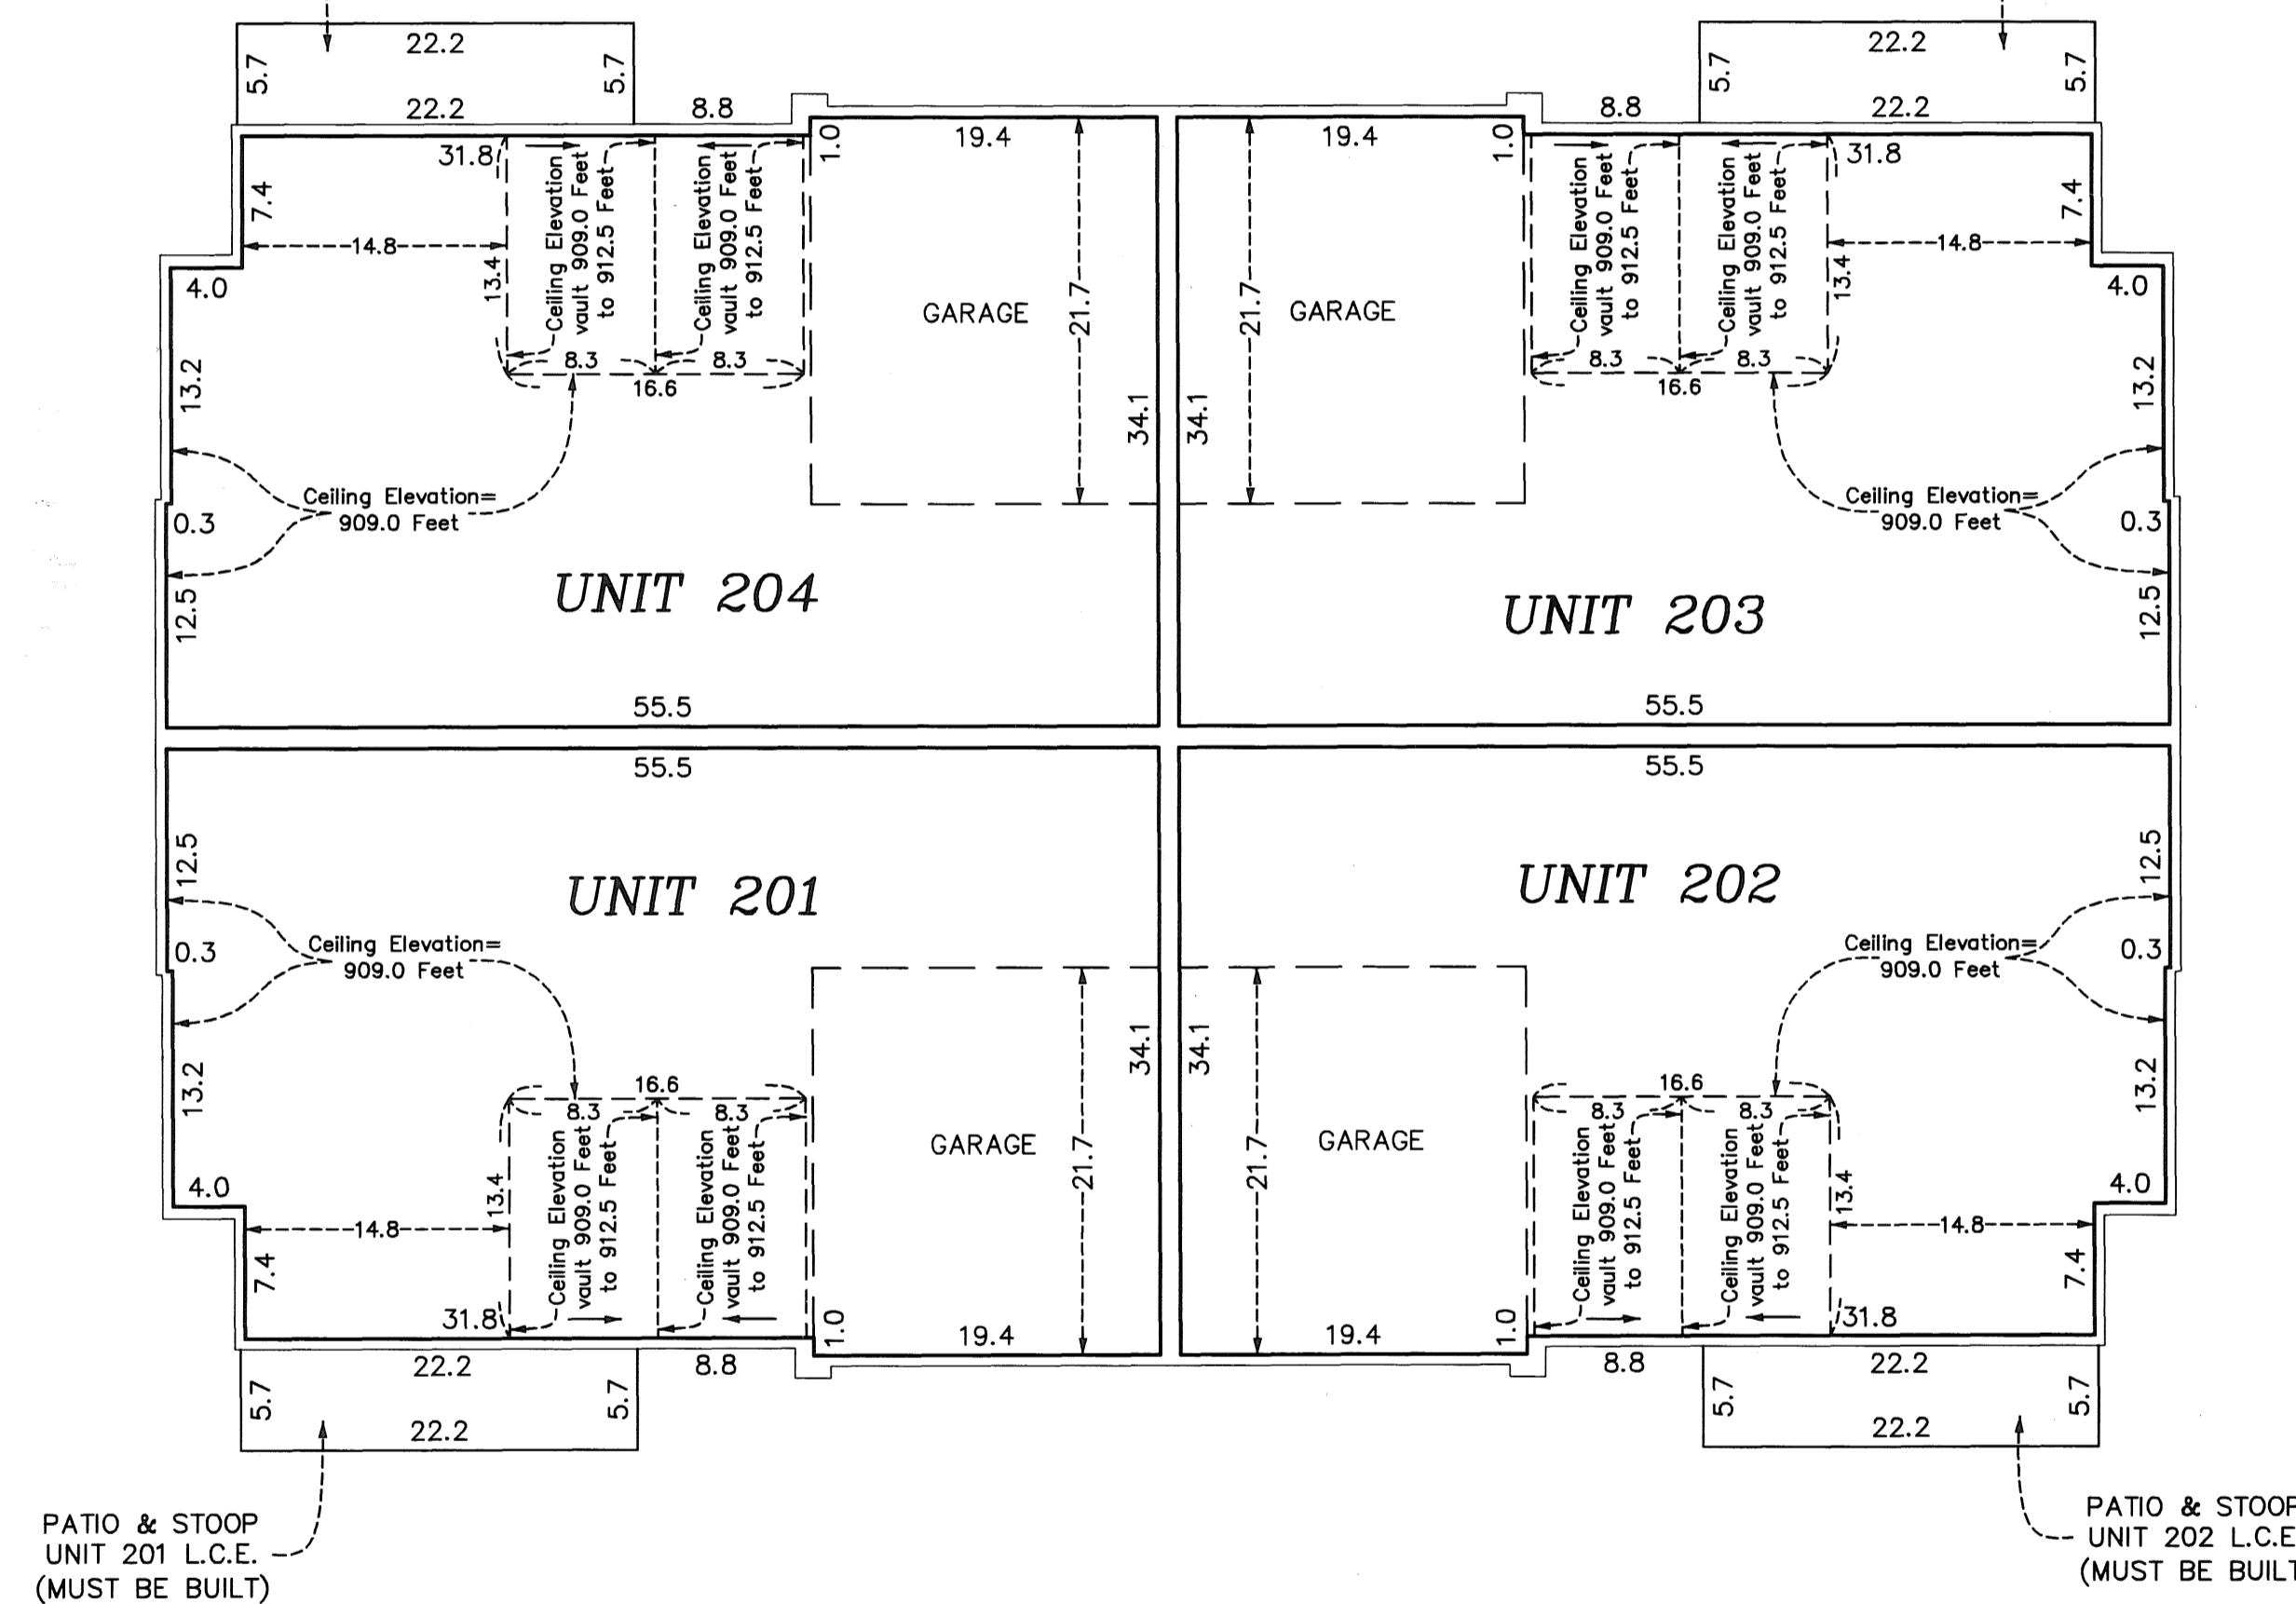 22.2
22.2
5.7
5.7
5.7
5.7
22.2
8.8
8.8
22.2
31.8
1.0
19.4
19.4
1.0
31.8
7.4
7.4
14.8
14.8
Ceiling Elevation
vault 909.0 Feet
to 912.5 Feet
Ceiling Elevation
vault 909.0 Feet
to 912.5 Feet
Ceiling Elevation
vault 909.0 Feet
to 912.5 Feet
Ceiling Elevation
vault 909.0 Feet
to 912.5 Feet
13.4
13.4
4.0
4.0
GARAGE
21.7
21.7
GARAGE
8.3
8.3
16.6
8.3
8.3
16.6
13.2
13.2
34.1
34.1
Ceiling Elevation=
909.0 Feet
Ceiling Elevation=
909.0 Feet
0.3
0.3
12.5
12.5
UNIT 204
UNIT 203
55.5
55.5
55.5
55.5
12.5
12.5
UNIT 201
UNIT 202
0.3
0.3
Ceiling Elevation=
909.0 Feet
Ceiling Elevation=
909.0 Feet
34.1
34.1
13.2
13.2
16.6
8.3
8.3
16.6
8.3
8.3
GARAGE
21.7
21.7
GARAGE
Ceiling Elevation
vault 909.0 Feet
to 912.5 Feet
Ceiling Elevation
vault 909.0 Feet
to 912.5 Feet
Ceiling Elevation
vault 909.0 Feet
to 912.5 Feet
Ceiling Elevation
vault 909.0 Feet
to 912.5 Feet
13.4
13.4
4.0
4.0
14.8
14.8
7.4
7.4
31.8
1.0
19.4
19.4
1.0
31.8
22.2
8.8
8.8
22.2
5.7
5.7
5.7
5.7
22.2
22.2
PATIO & STOOP
UNIT 201 L.C.E.
(MUST BE BUILT)
PATIO & STOOP
UNIT 202 L.C.E
(MUST BE BUILT